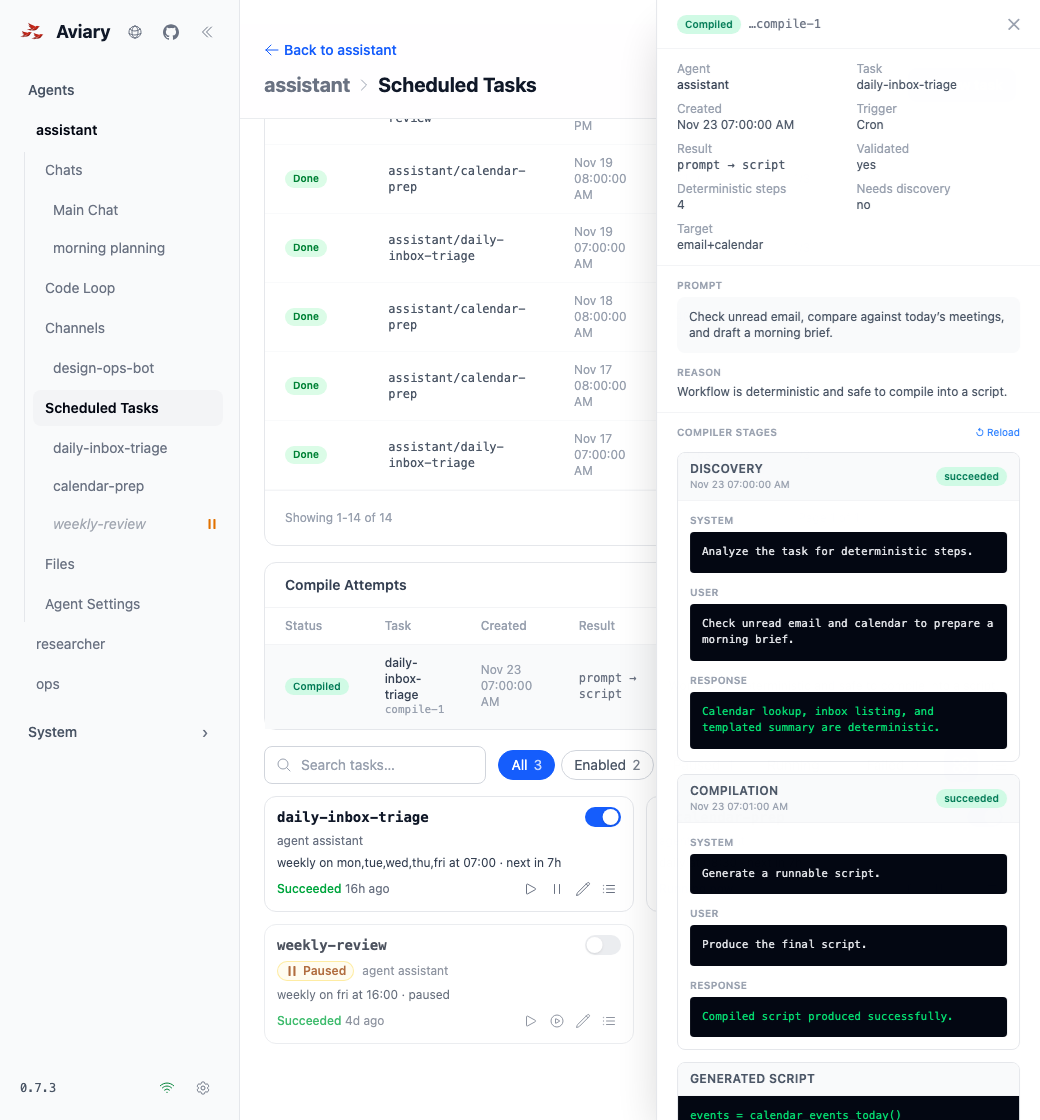 Aviary
Agents
assistant
Chats
Main Chat
morning planning
Code Loop
Channels
design-ops-bot
Scheduled Tasks
daily-inbox-triage
calendar-prep
weekly-review
Files
Agent Settings
researcher
ops
System
0.7.3
Back to assistant
assistant
Scheduled Tasks
review
PM
Done
assistant/calendar-
prep
Nov 19
08:00:00
AM
Done
assistant/daily-
inbox-triage
Nov 19
07:00:00
AM
Done
assistant/calendar-
prep
Nov 18
08:00:00
AM
Done
assistant/calendar-
prep
Nov 17
08:00:00
AM
Done
assistant/daily-
inbox-triage
Nov 17
07:00:00
AM
Showing 1-14 of 14
Compile Attempts
Status Task Created Result
Compiled
daily-
inbox-
triage
compile-1
Nov 23
07:00:00
AM
prompt →
script
Search tasks...
All 3
Enabled 2
daily-inbox-triage
agent assistant
weekly on mon,tue,wed,thu,fri at 07:00 · next in 7h
Succeeded 16h ago
weekly-review
Paused agent assistant
weekly on fri at 16:00 · paused
Succeeded 4d ago
Compiled …compile-1
Agent
assistant
Task
daily-inbox-triage
Created
Nov 23 07:00:00 AM
Trigger
Cron
Result
prompt → script
Validated
yes
Deterministic steps
4
Needs discovery
no
Target
email+calendar
PROMPT
Check unread email, compare against today's meetings,
and draft a morning brief.
REASON
Workflow is deterministic and safe to compile into a script.
COMPILER STAGES
Reload
DISCOVERY
Nov 23 07:00:00 AM
succeeded
SYSTEM
Analyze the task for deterministic steps.
USER
Check unread email and calendar to prepare a
morning brief.
RESPONSE
Calendar lookup, inbox listing, and
templated summary are deterministic.
COMPILATION
Nov 23 07:01:00 AM
succeeded
SYSTEM
Generate a runnable script.
USER
Produce the final script.
RESPONSE
Compiled script produced successfully.
GENERATED SCRIPT
events = calendar_events_today()